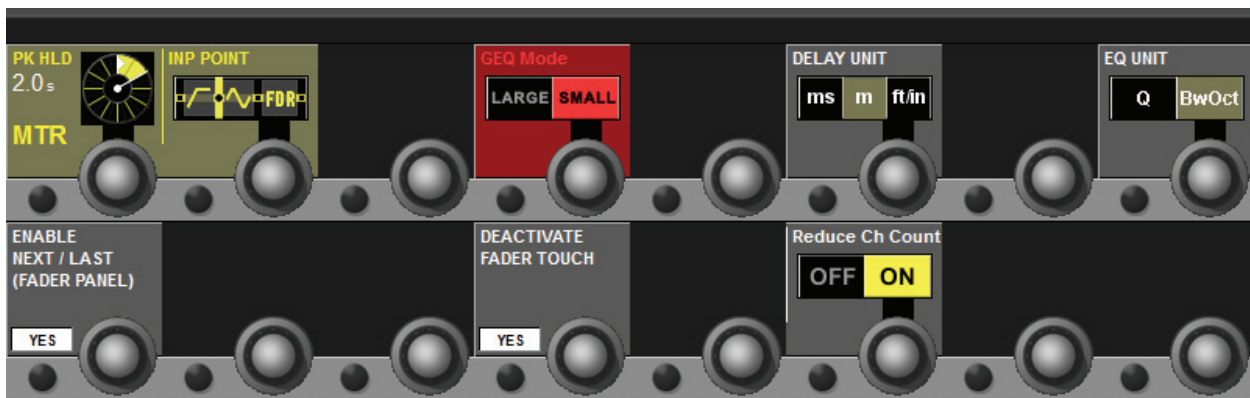 PK HLD
2.0s
MTR
INP POINT
FDR
GEQ Mode
LARGE SMALL
DELAY UNIT
ms m ft/in
EQ UNIT
Q BwOct
ENABLE
NEXT / LAST
(FADER PANEL)
YES
DEACTIVATE
FADER TOUCH
YES
Reduce Ch Count
OFF ON